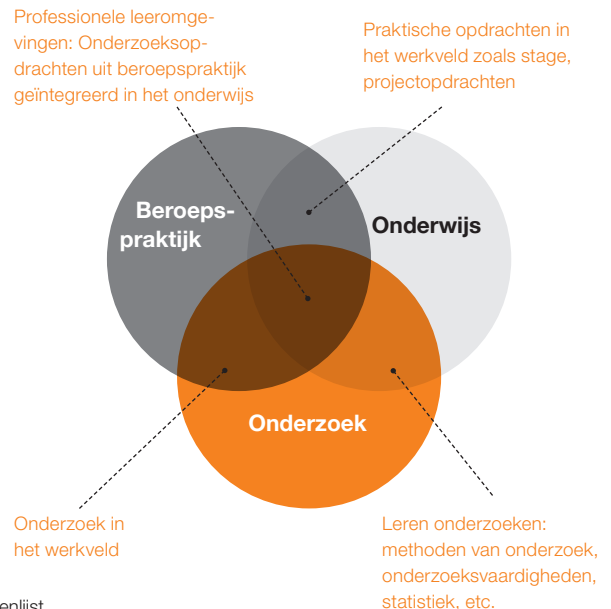 Professionele leeromge-
vingen: Onderzoeksop-
drachten uit beroepspraktijk
geïntegreerd in het onderwijs
Praktische opdrachten in
het werkveld zoals stage,
projectopdrachten
Beroeps-
praktijk
Onderwijs
Onderzoek
Onderzoek in
het werkveld
Leren onderzoeken:
methoden van onderzoek,
onderzoeksvaardigheden,
statistiek, etc.